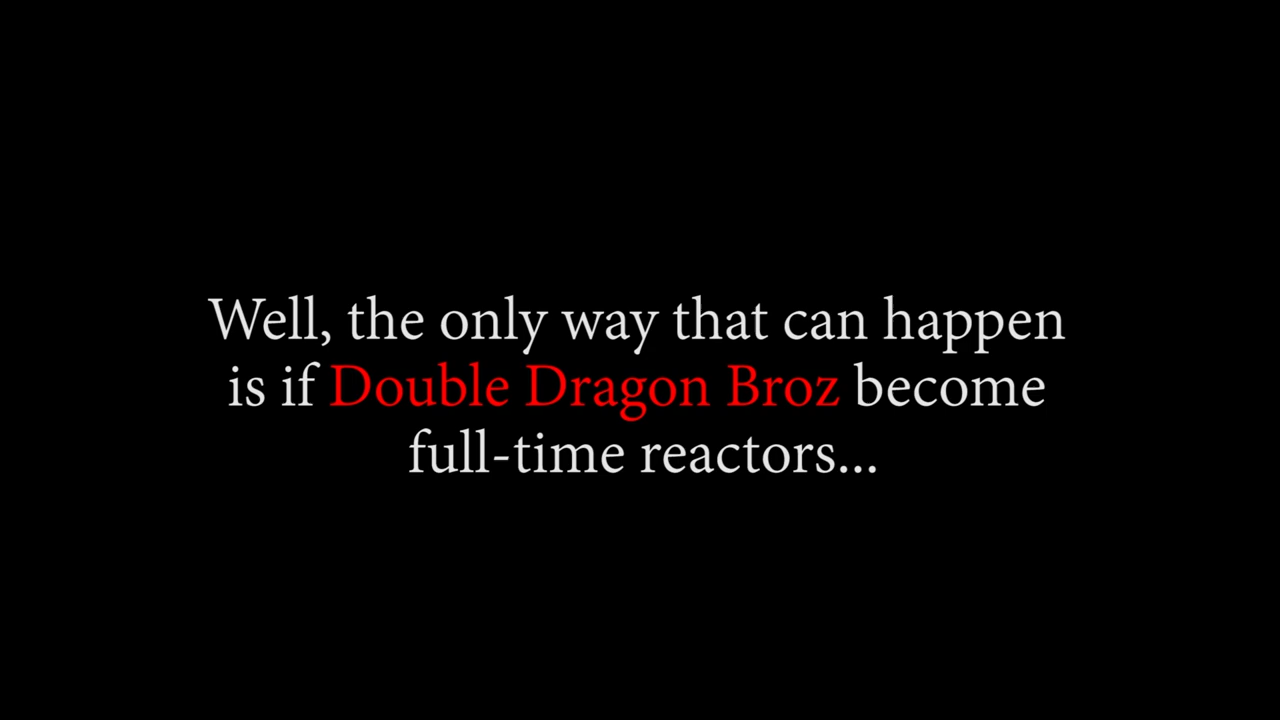 Well, the only way that can happen
is if Double Dragon Broz become
full-time reactors...